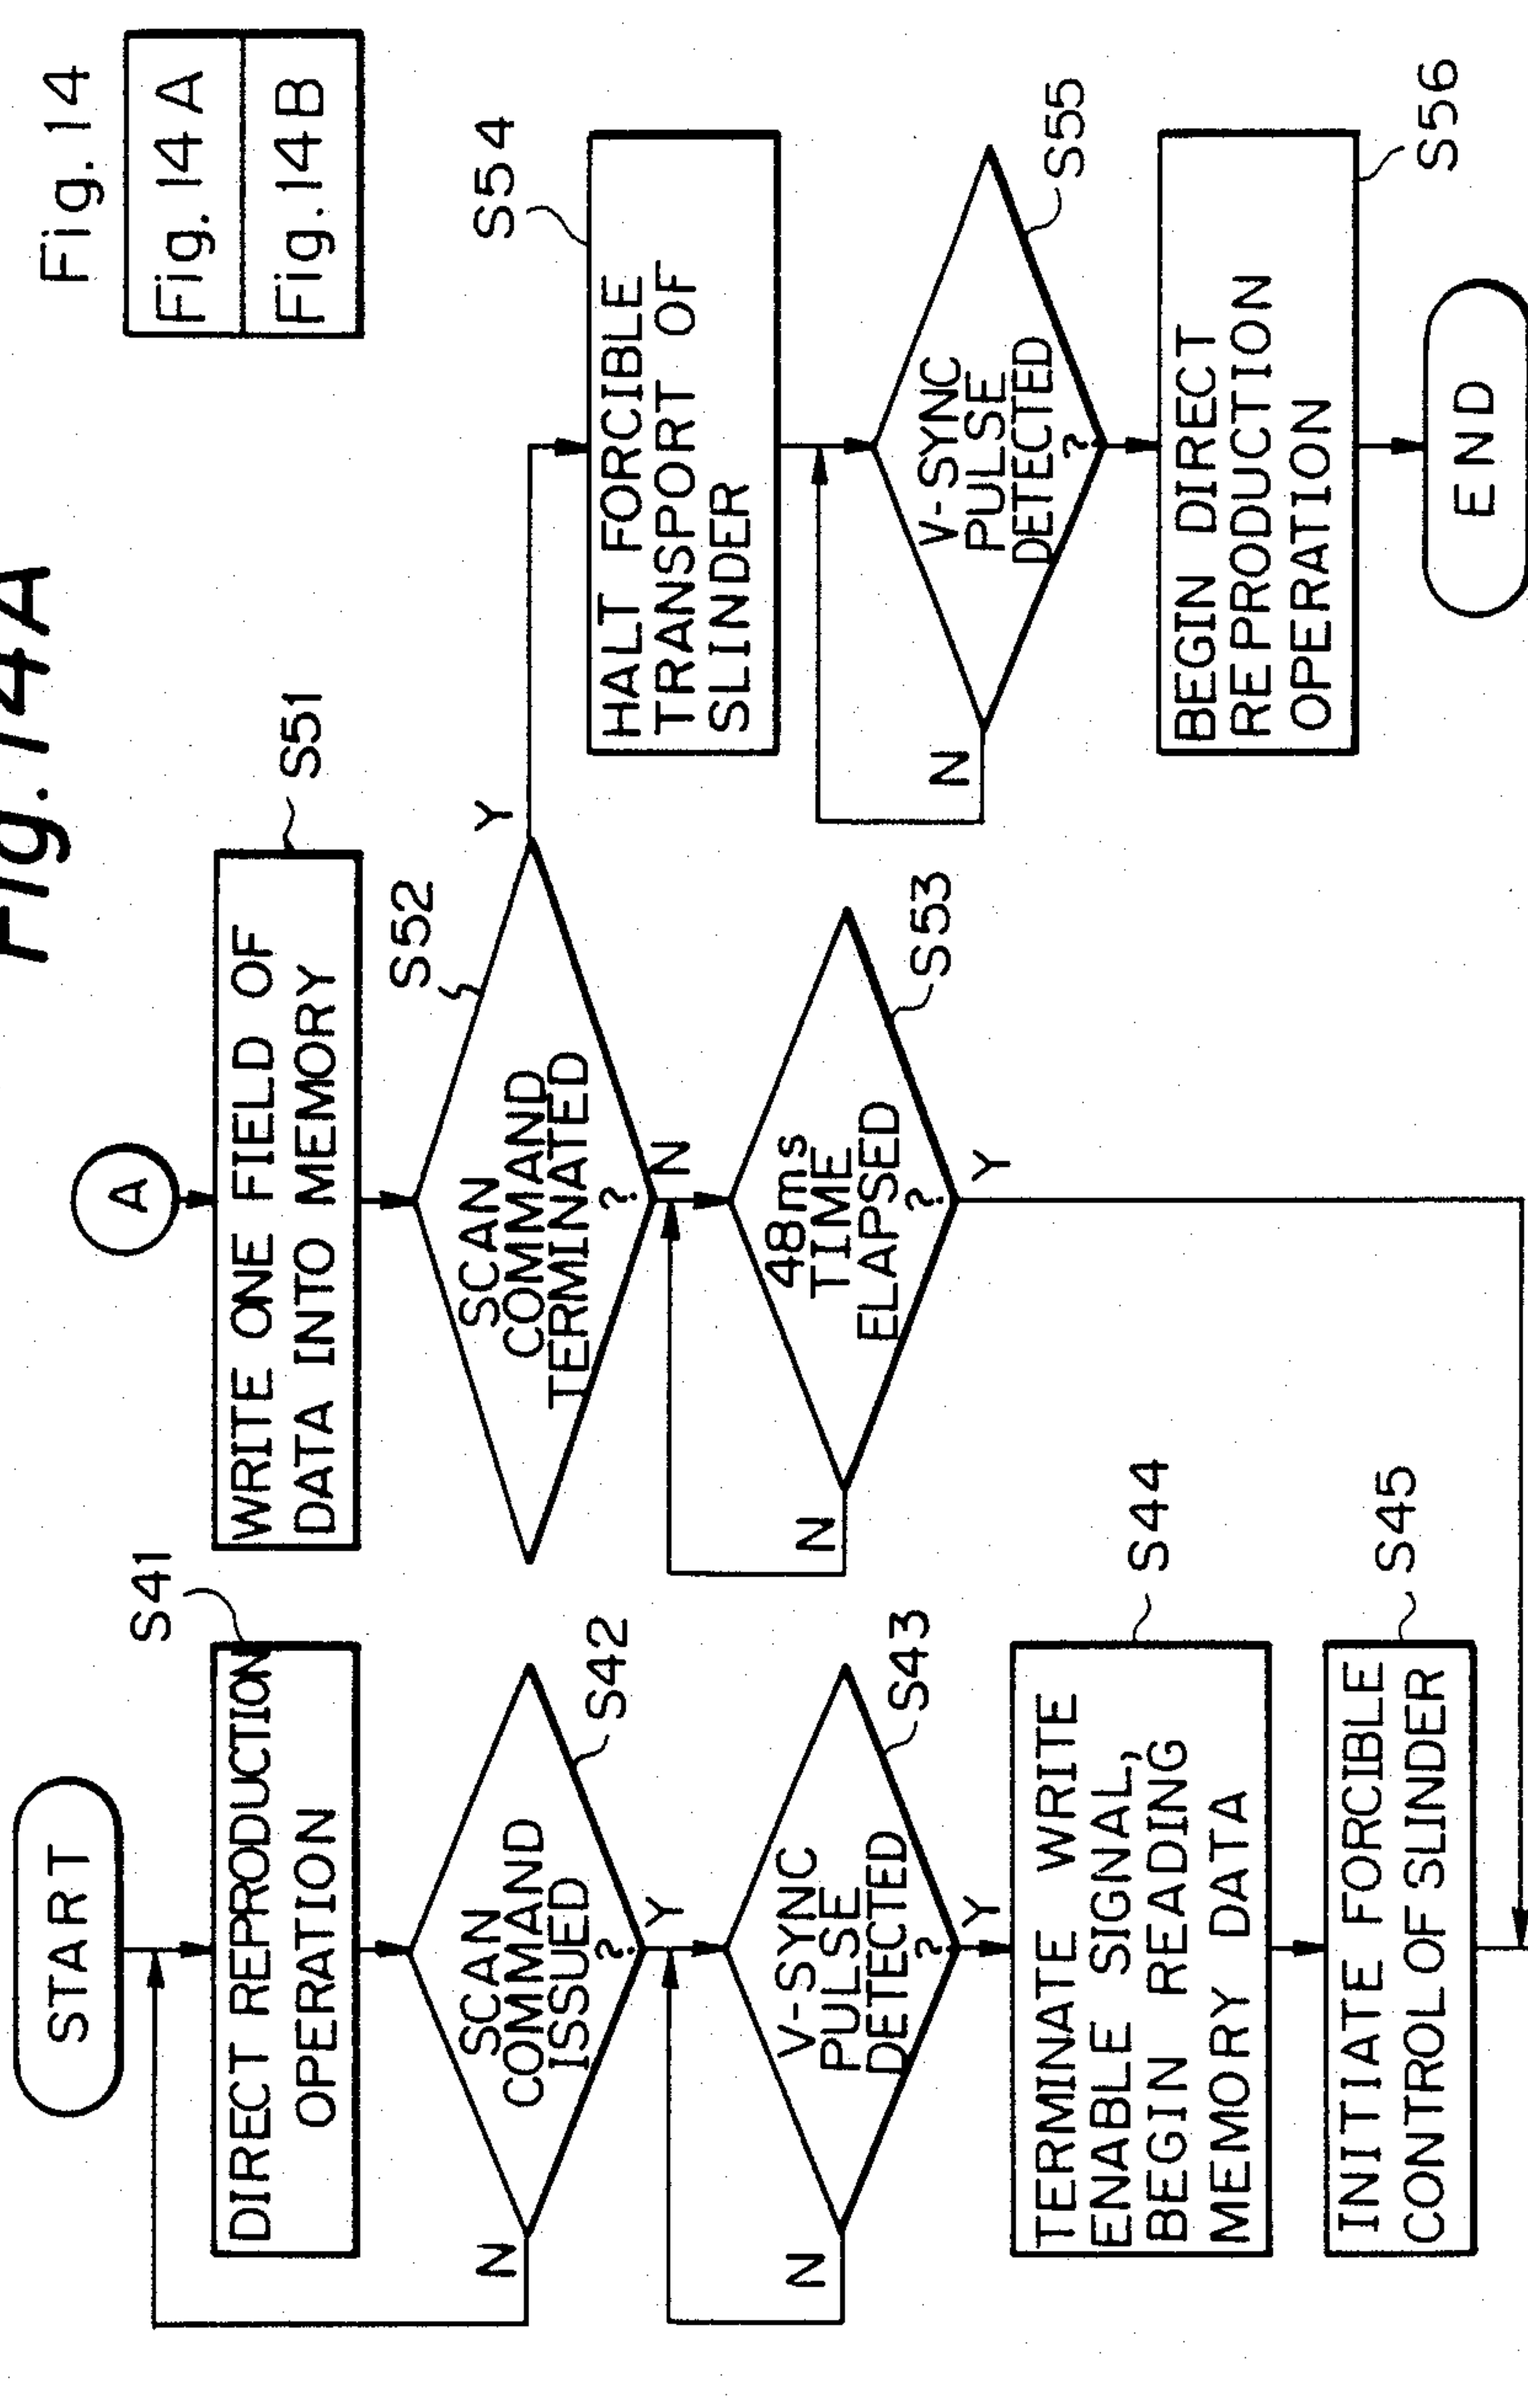 Fig. 14A
Fig. 14
Fig. 14 A
Fig. 14 B
START
DIRECT REPRODUCTION
OPERATION
S41
SCAN
COMMAND
ISSUED
?
S42
N
Y
V-SYNC
PULSE
DETECTED
?
S43
N
Y
TERMINATE WRITE
ENABLE SIGNAL,
BEGIN READING
MEMORY DATA
S44
INITIATE FORCIBLE
CONTROL OF SLINDER
S45
A
WRITE ONE FIELD OF
DATA INTO MEMORY
S51
SCAN
COMMAND
TERMINATED
?
S52
Y
N
48ms
TIME
ELAPSED
?
S53
N
Y
HALT FORCIBLE
TRANSPORT OF
SLINDER
S54
V-SYNC
PULSE
DETECTED
?
S55
N
BEGIN DIRECT
REPRODUCTION
OPERATION
S56
END